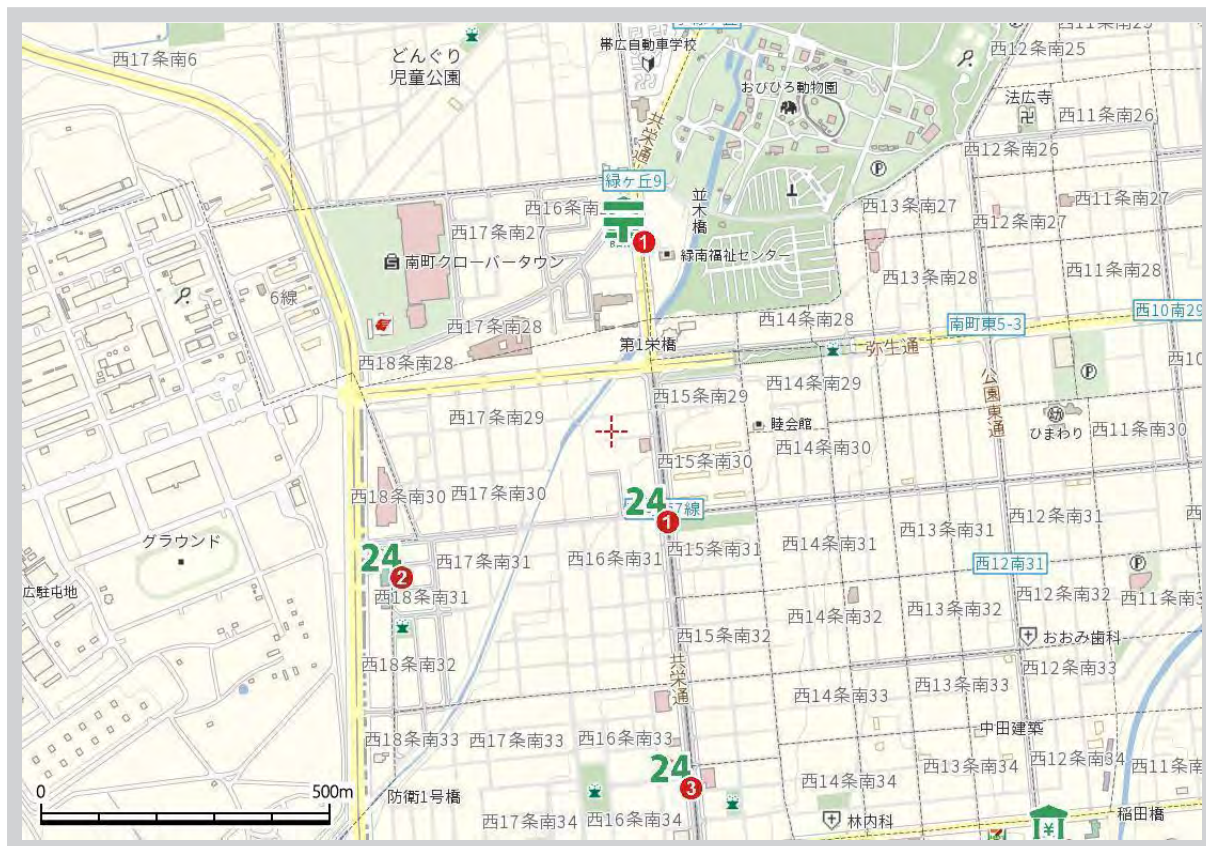 西11条南25
西12条南25
西17条南6
どんぐり
児童公園
帯広自動車学校
おびひろ動物園
法広寺
西11条南26
西12条南26
共栄通
緑ヶ丘9
並木橋
西16条南
西17条南27
西13条南27
西12条南27
西11条南27
1
緑南福祉センター
南町クローバータウン
西13条南28
西11条南28
6線
西17条南28
西14条南28
南町東5-3
西10南29
第1栄橋
弥生通
西18条南28
西10
西17条南29
西15条南29
西14条南29
公園東通
睦会館
幼
ひまわり
西11条南30
西15条南30
西14条南30
西18条南30
西17条南30
24
1
7線
グラウンド
西13条南31
西12条南31
西
24
2
西17条南31
西16条南31
西15条南31
西14条南31
西12南31
広駐屯地
西18条南31
西14条南32
西13条南32
西12条南32
西11条南3
西15条南32
おおみ歯科
西18条南32
共栄通
西12条南33
西14条南33
西13条南33
中田建築
西18条南33
西17条南33
西16条南33
西12条南34
西11条南
24
3
西14条南34
西13条南34
0
500m
防衛1号橋
西17条南34
西16条南34
林内科
稲田橋